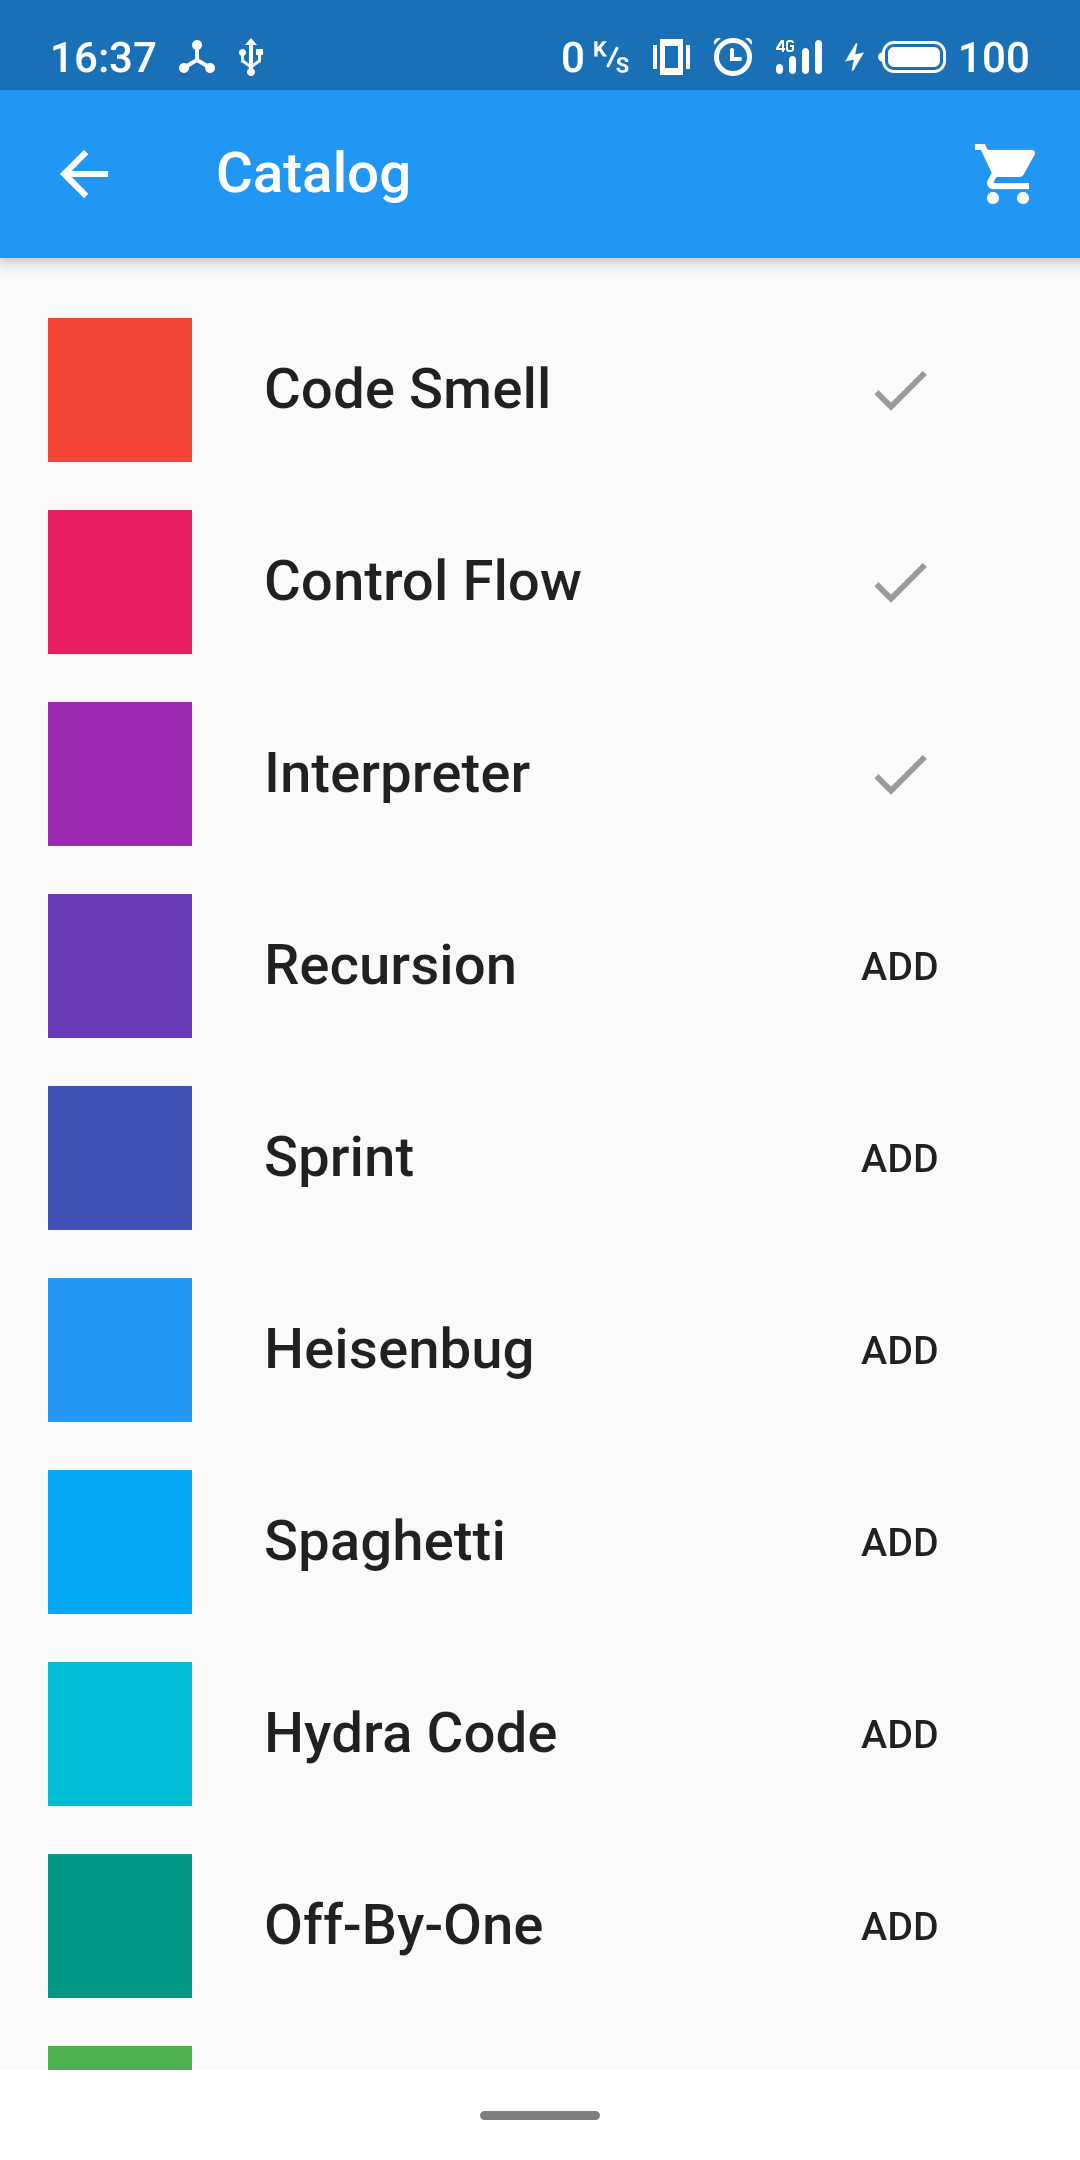 16:37 0 K/s 4G 100
Catalog
Code Smell
Control Flow
Interpreter
Recursion ADD
Sprint ADD
Heisenbug ADD
Spaghetti ADD
Hydra Code ADD
Off-By-One ADD